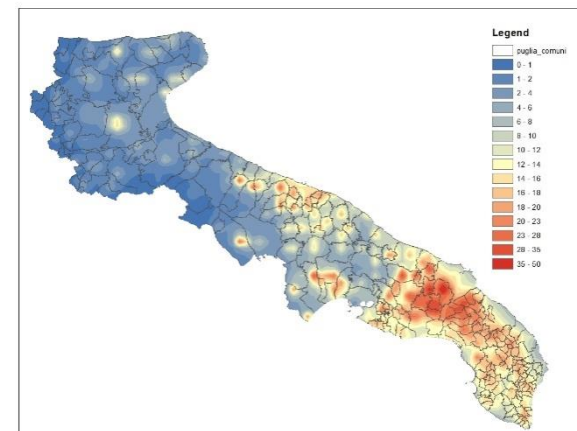 Legend
puglia_comuni
0 - 1
1 - 2
2 - 4
4 - 6
6 - 8
8 - 10
10 - 12
12 - 14
14 - 16
16 - 18
18 - 20
20 - 23
23 - 28
28 - 35
35 - 50